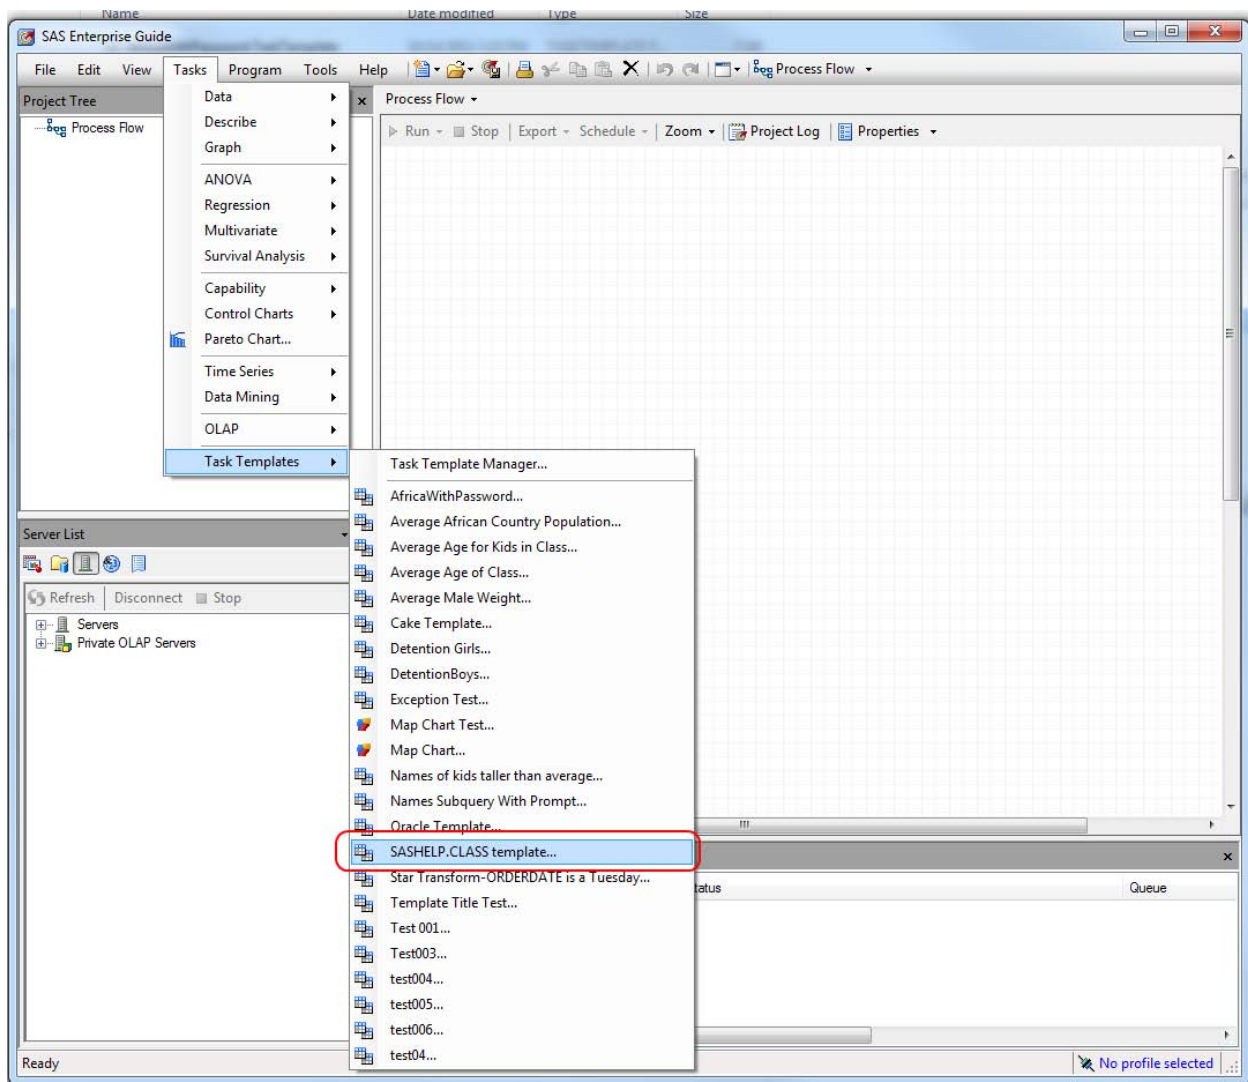 Name Date modified Type Size
SAS Enterprise Guide
File Edit View Tasks Program Tools Help Process Flow
Project Tree
Process Flow
Data
Describe
Graph
ANOVA
Regression
Multivariate
Survival Analysis
Capability
Control Charts
Pareto Chart...
Time Series
Data Mining
OLAP
Task Templates
Process Flow
Run Stop Export Schedule Zoom Project Log Properties
Task Template Manager...
AfricaWithPassword...
Average African Country Population...
Average Age for Kids in Class...
Average Age of Class...
Average Male Weight...
Cake Template...
Detention Girls...
DetentionBoys...
Exception Test...
Map Chart Test...
Map Chart...
Names of kids taller than average...
Names Subquery With Prompt...
Oracle Template...
SASHELP.CLASS template...
Star Transform-ORDERDATE is a Tuesday...
Template Title Test...
Test 001...
Test003...
test004...
test005...
test006...
test04...
Server List
Refresh Disconnect Stop
Servers
Private OLAP Servers
tatus Queue
Ready No profile selected